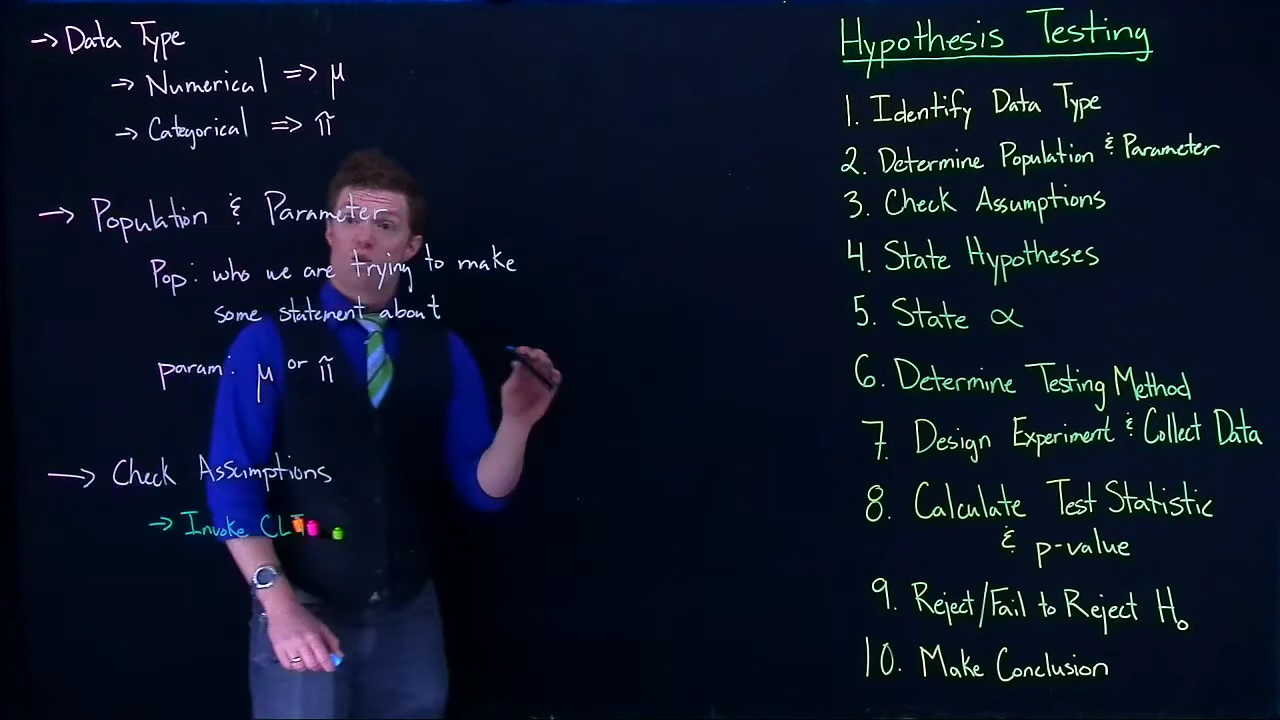 → Data Type
→ Numerical => μ
→ Categorical => π
→ Population & Parameter
Pop: who we are trying to make
some statement about
param: μ or π
→ Check Assumptions
→ Invoke CLT
Hypothesis Testing
1. Identify Data Type
2. Determine Population & Parameter
3. Check Assumptions
4. State Hypotheses
5. State α
6. Determine Testing Method
7. Design Experiment & Collect Data
8. Calculate Test Statistic
& p-value
9. Reject/Fail to Reject H₀
10. Make Conclusion